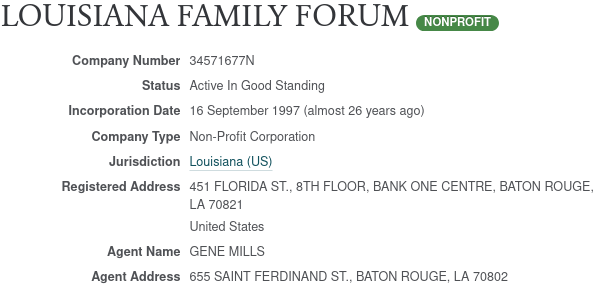 LOUISIANA FAMILY FORUM NONPROFIT
Company Number 34571677N
Status Active In Good Standing
Incorporation Date 16 September 1997 (almost 26 years ago)
Company Type Non-Profit Corporation
Jurisdiction Louisiana (US)
Registered Address 451 FLORIDA ST., 8TH FLOOR, BANK ONE CENTRE, BATON ROUGE,
LA 70821
United States
Agent Name GENE MILLS
Agent Address 655 SAINT FERDINAND ST., BATON ROUGE, LA 70802